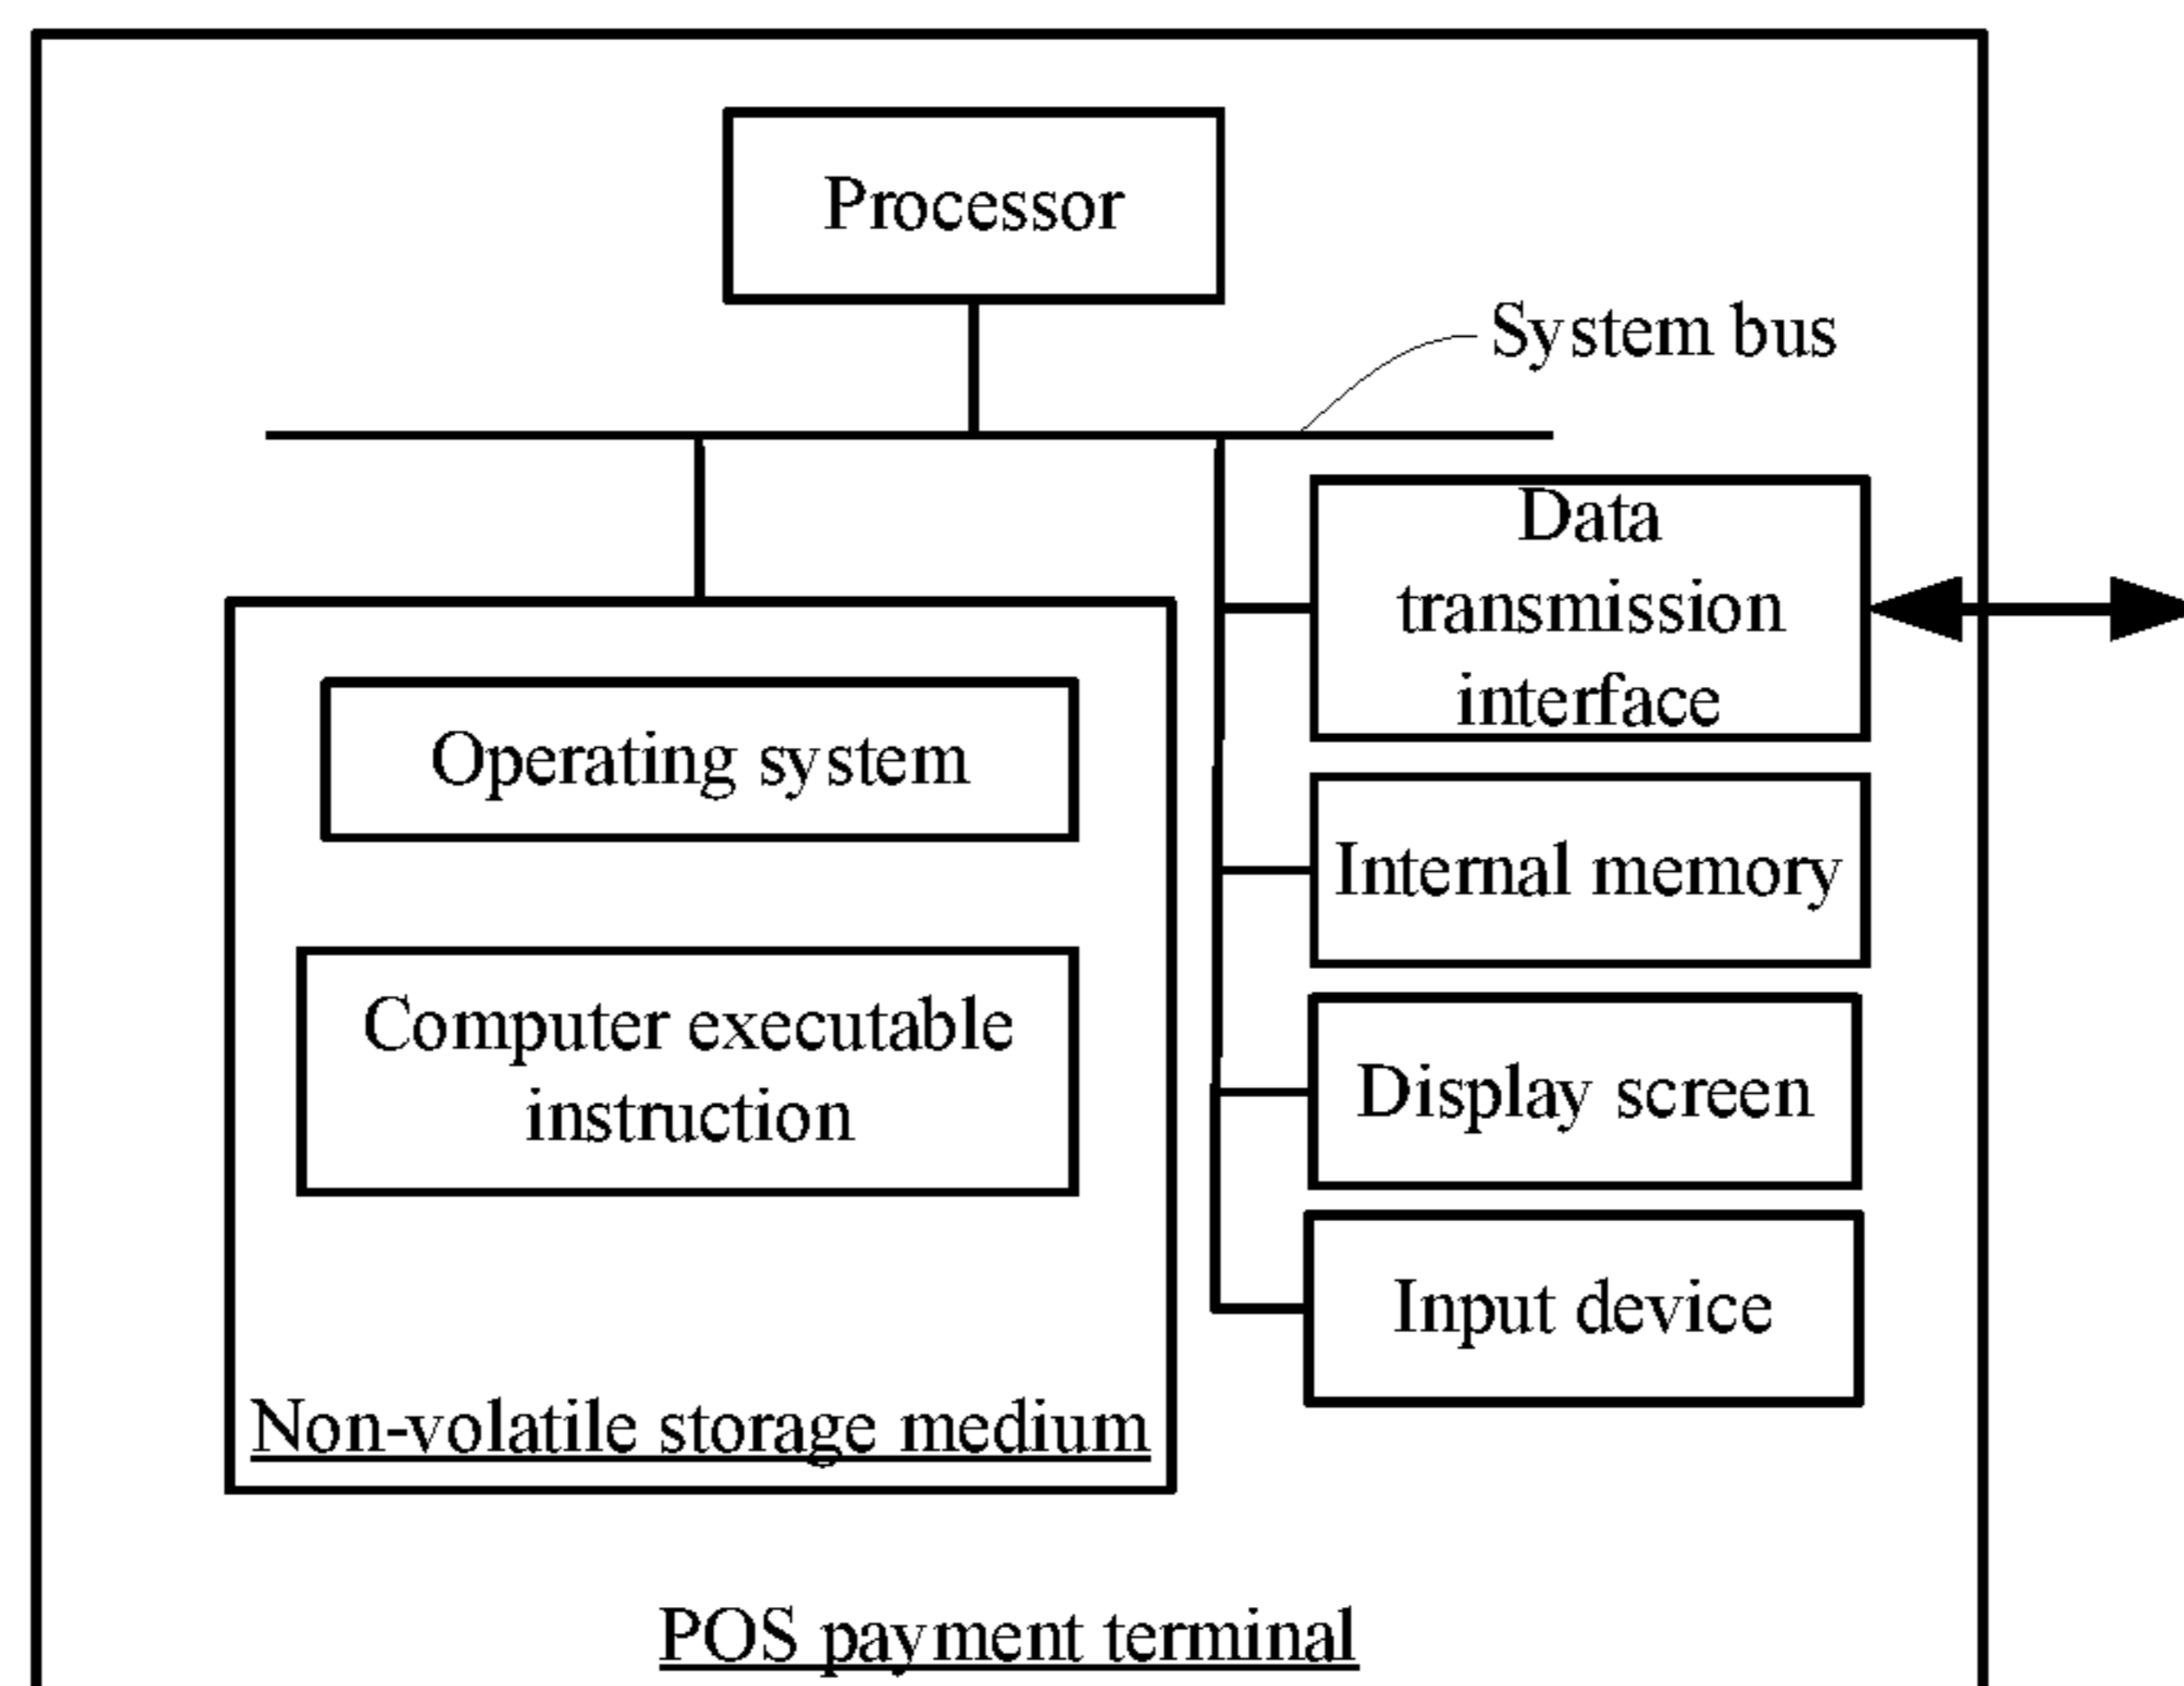 Processor
System bus
Data
transmission
interface
Operating system
Internal memory
Computer executable
instruction
Display screen
Input device
Non-volatile storage medium
POS payment terminal